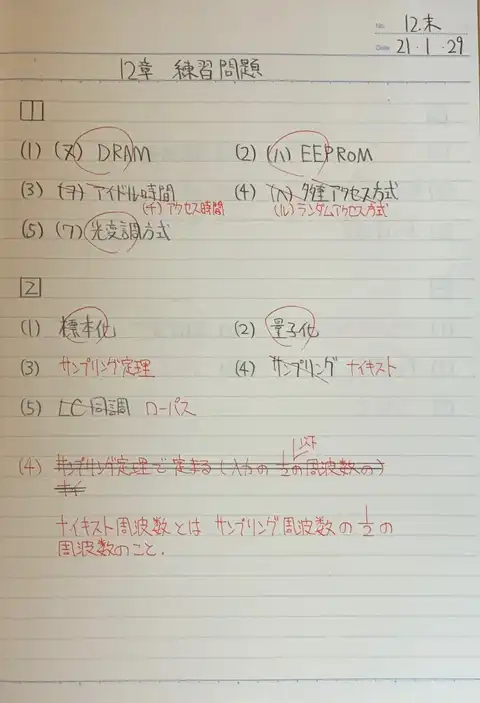 No. 12.末
Date 21・1・29
12章 練習問題
1
(1) (ヌ) DRAM (2) (ハ) EEPROM
(3) (ヲ) アイドル時間 (4) (ヘ) 多重アクセス方式
(チ) アクセス時間 (ル) ランダムアクセス方式
(5) (ワ) 光変調方式
2
(1) 標本化 (2) 量子化
(3) サンプリング定理 (4) サンプリング ナイキスト
(5) LC同調 ローパス
以下
(4) サンプリング定理で定まる(入力の1/2の周波数の)
ナイキスト周波数とは サンプリング周波数の1/2の
周波数のこと.